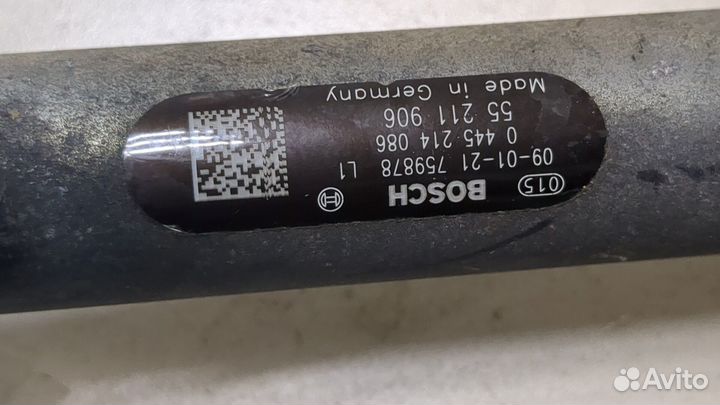 015 BOSCH
09-01-21 759878 L1
0 445 214 086
55 211 906
Made in Germany
Avito